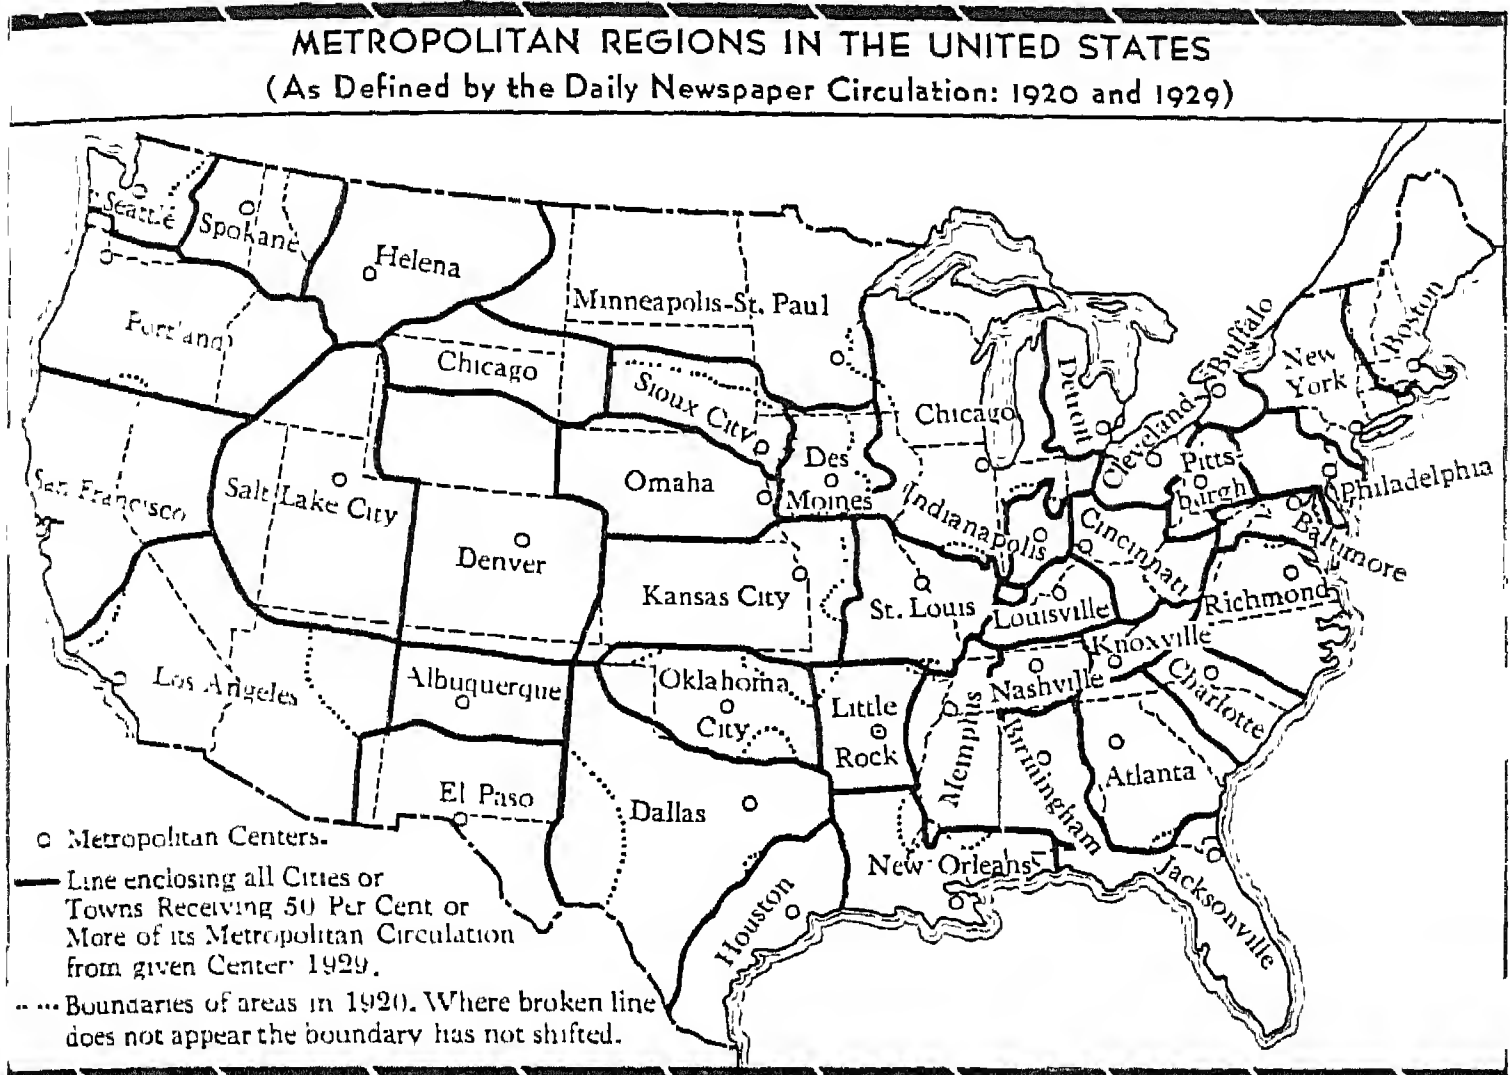 METROPOLITAN REGIONS IN THE UNITED STATES
(As Defined by the Daily Newspaper Circulation: 1920 and 1929)
Seattle
Spokane
Helena
Portland
Minneapolis-St. Paul
Chicago
Sioux City
Chicago
Detroit
Cleveland
Buffalo
New
York
Boston
San Francisco
Salt Lake City
Omaha
Des
Moines
Indianapolis
Cincinnati
Pitts-
burgh
Philadelphia
Baltimore
Denver
Kansas City
St. Louis
Louisville
Richmond
Los Angeles
Albuquerque
Oklahoma
City
Little
Rock
Memphis
Nashville
Knoxville
Charlotte
El Paso
Dallas
Birmingham
Atlanta
New Orleans
Houston
Jacksonville
Metropolitan Centers.
Line enclosing all Cities or
Towns Receiving 50 Per Cent or
More of its Metropolitan Circulation
from given Center: 1929.
Boundaries of areas in 1920. Where broken line
does not appear the boundary has not shifted.